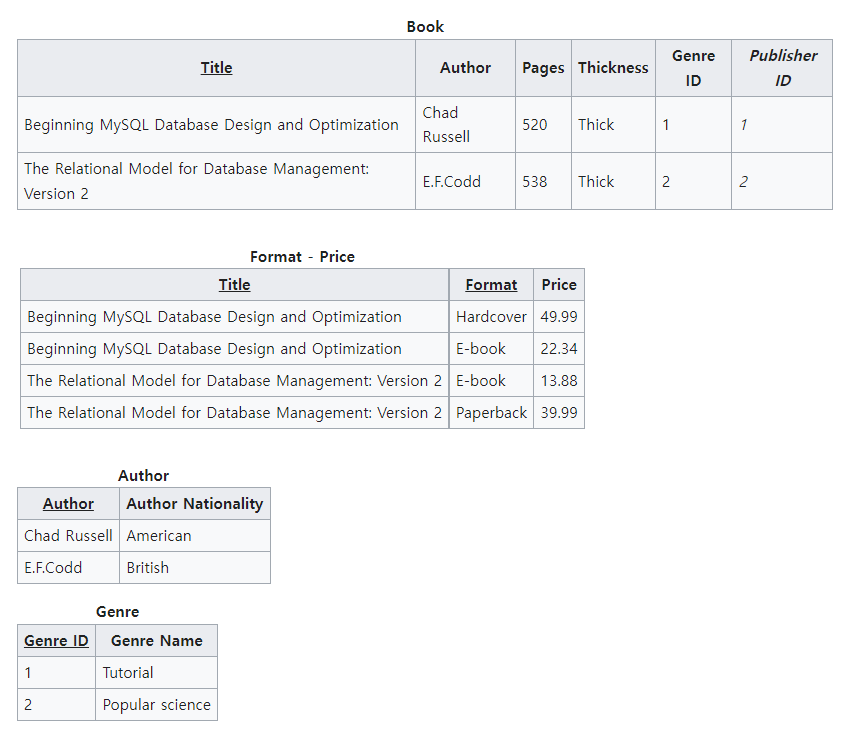 Book
Title Author Pages Thickness Genre ID Publisher ID
Beginning MySQL Database Design and Optimization Chad Russell 520 Thick 1 1
The Relational Model for Database Management: Version 2 E.F.Codd 538 Thick 2 2
Format - Price
Title Format Price
Beginning MySQL Database Design and Optimization Hardcover 49.99
Beginning MySQL Database Design and Optimization E-book 22.34
The Relational Model for Database Management: Version 2 E-book 13.88
The Relational Model for Database Management: Version 2 Paperback 39.99
Author
Author Author Nationality
Chad Russell American
E.F.Codd British
Genre
Genre ID Genre Name
1 Tutorial
2 Popular science